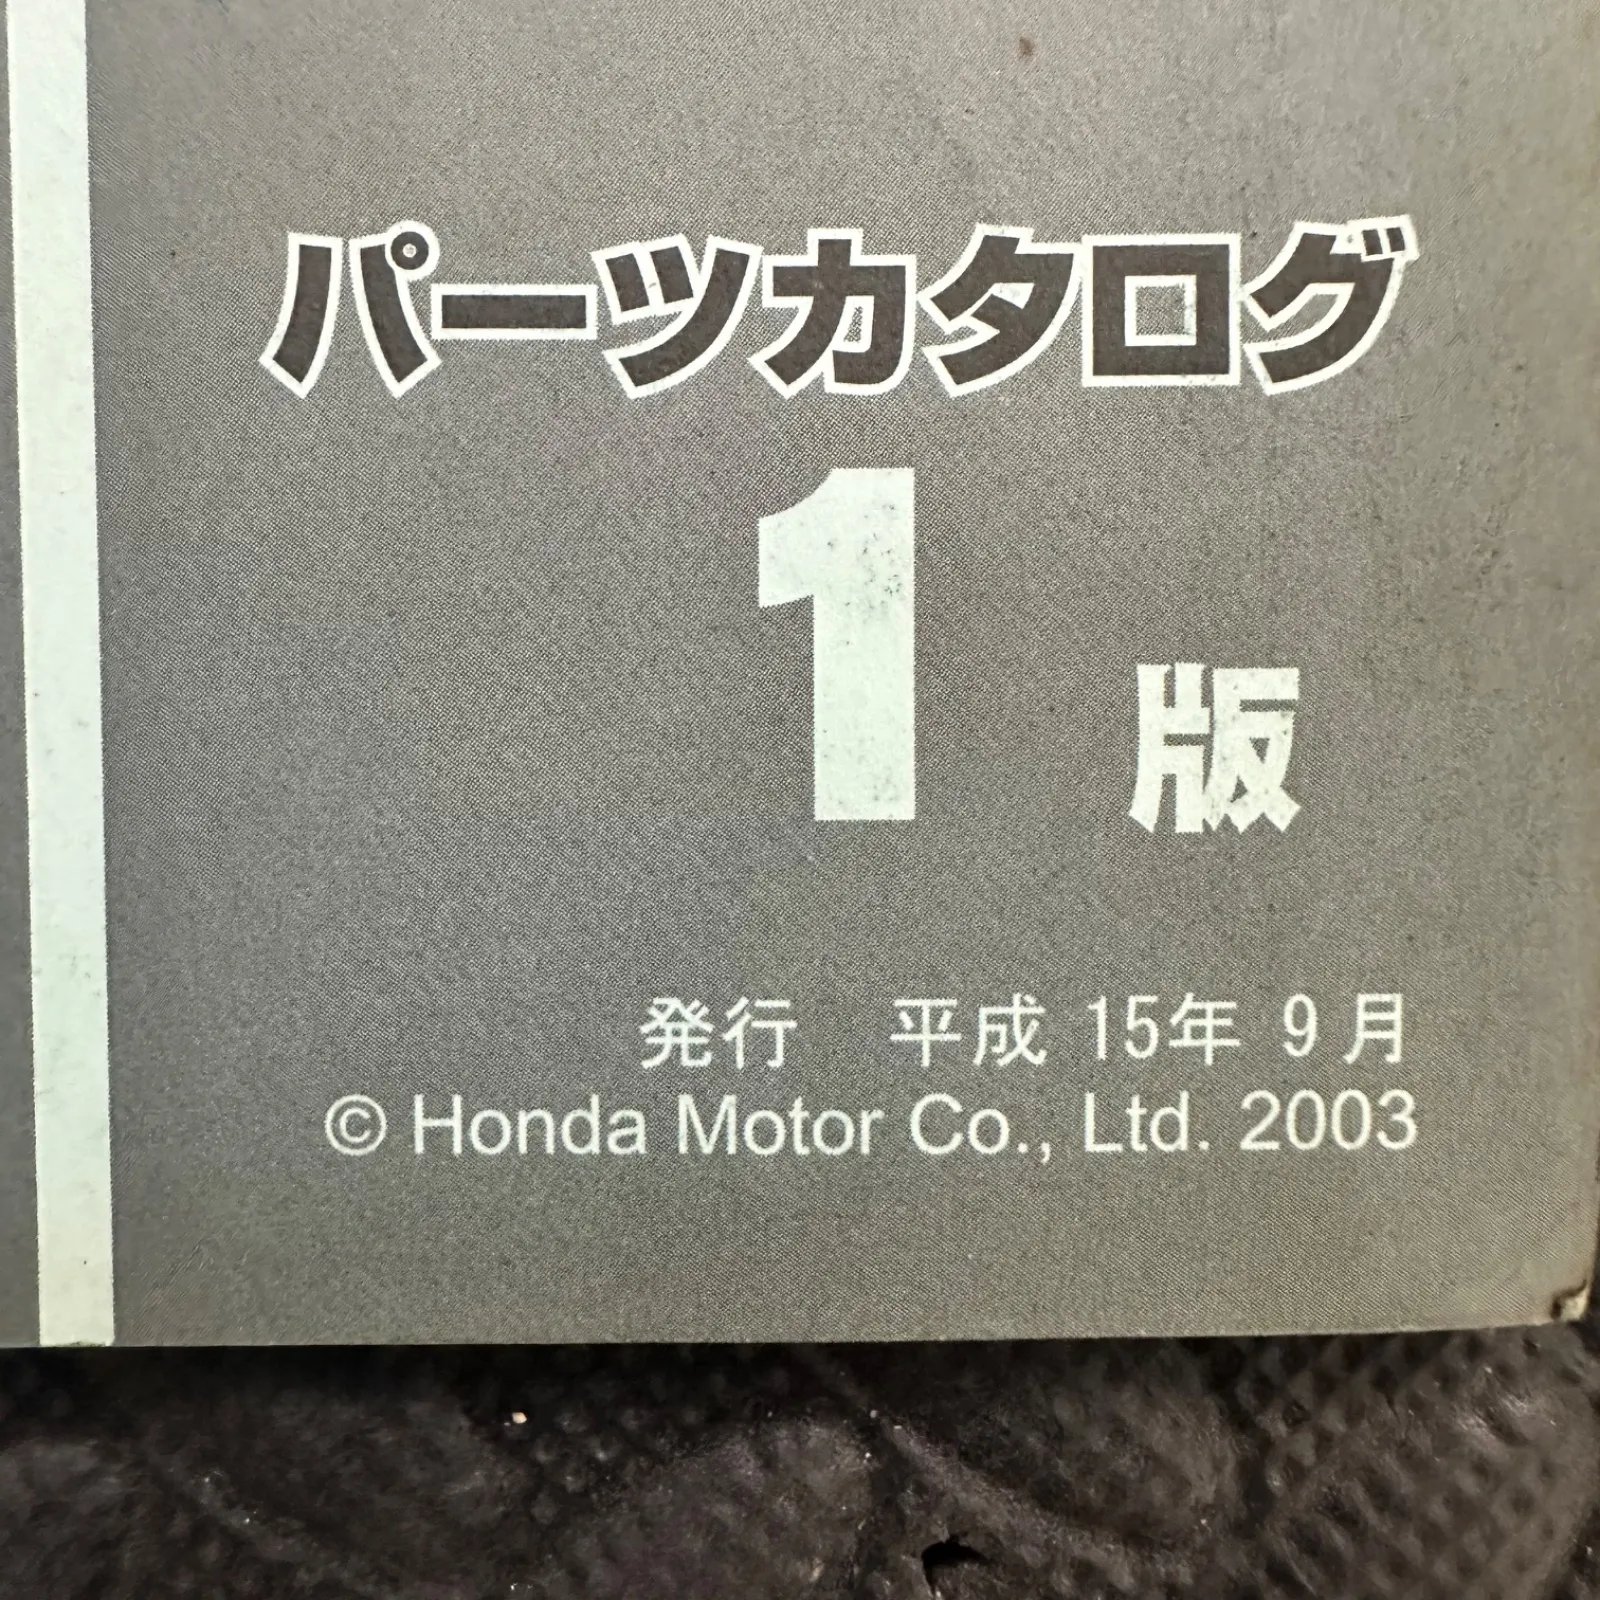 パーツカタログ
1 版
発行 平成 15年 9月
© Honda Motor Co., Ltd. 2003